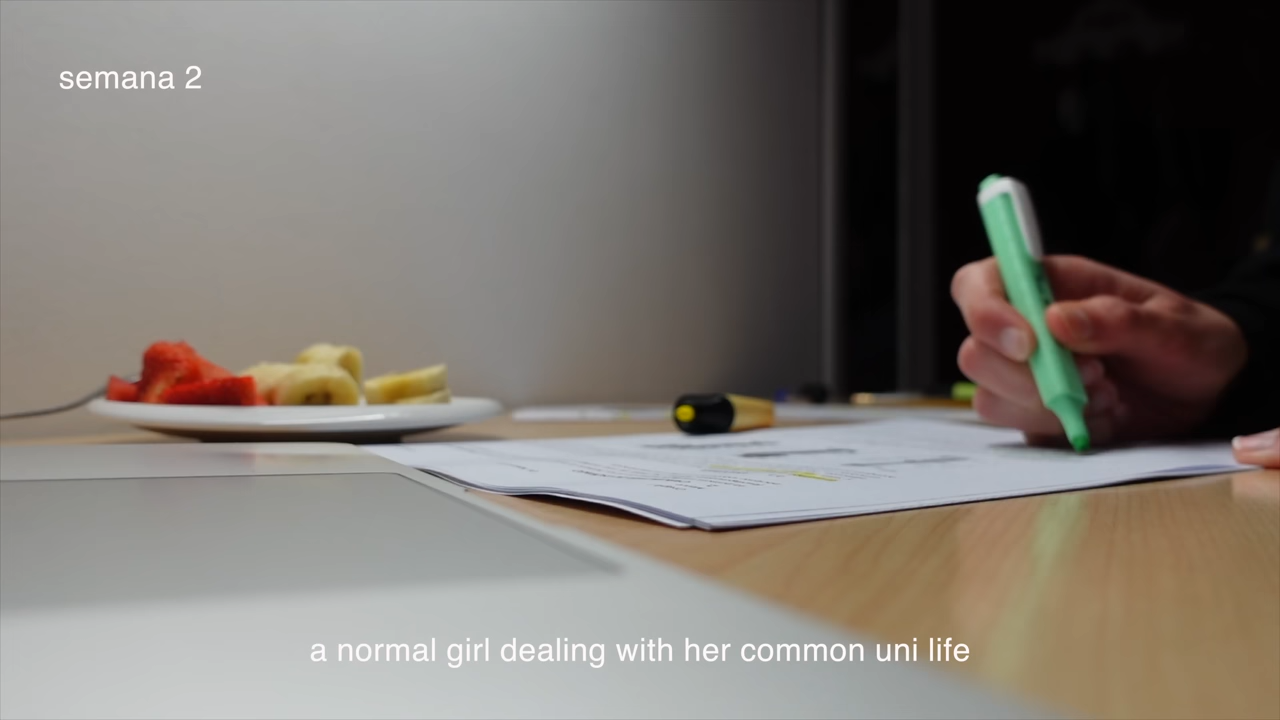 semana 2
a normal girl dealing with her common uni life